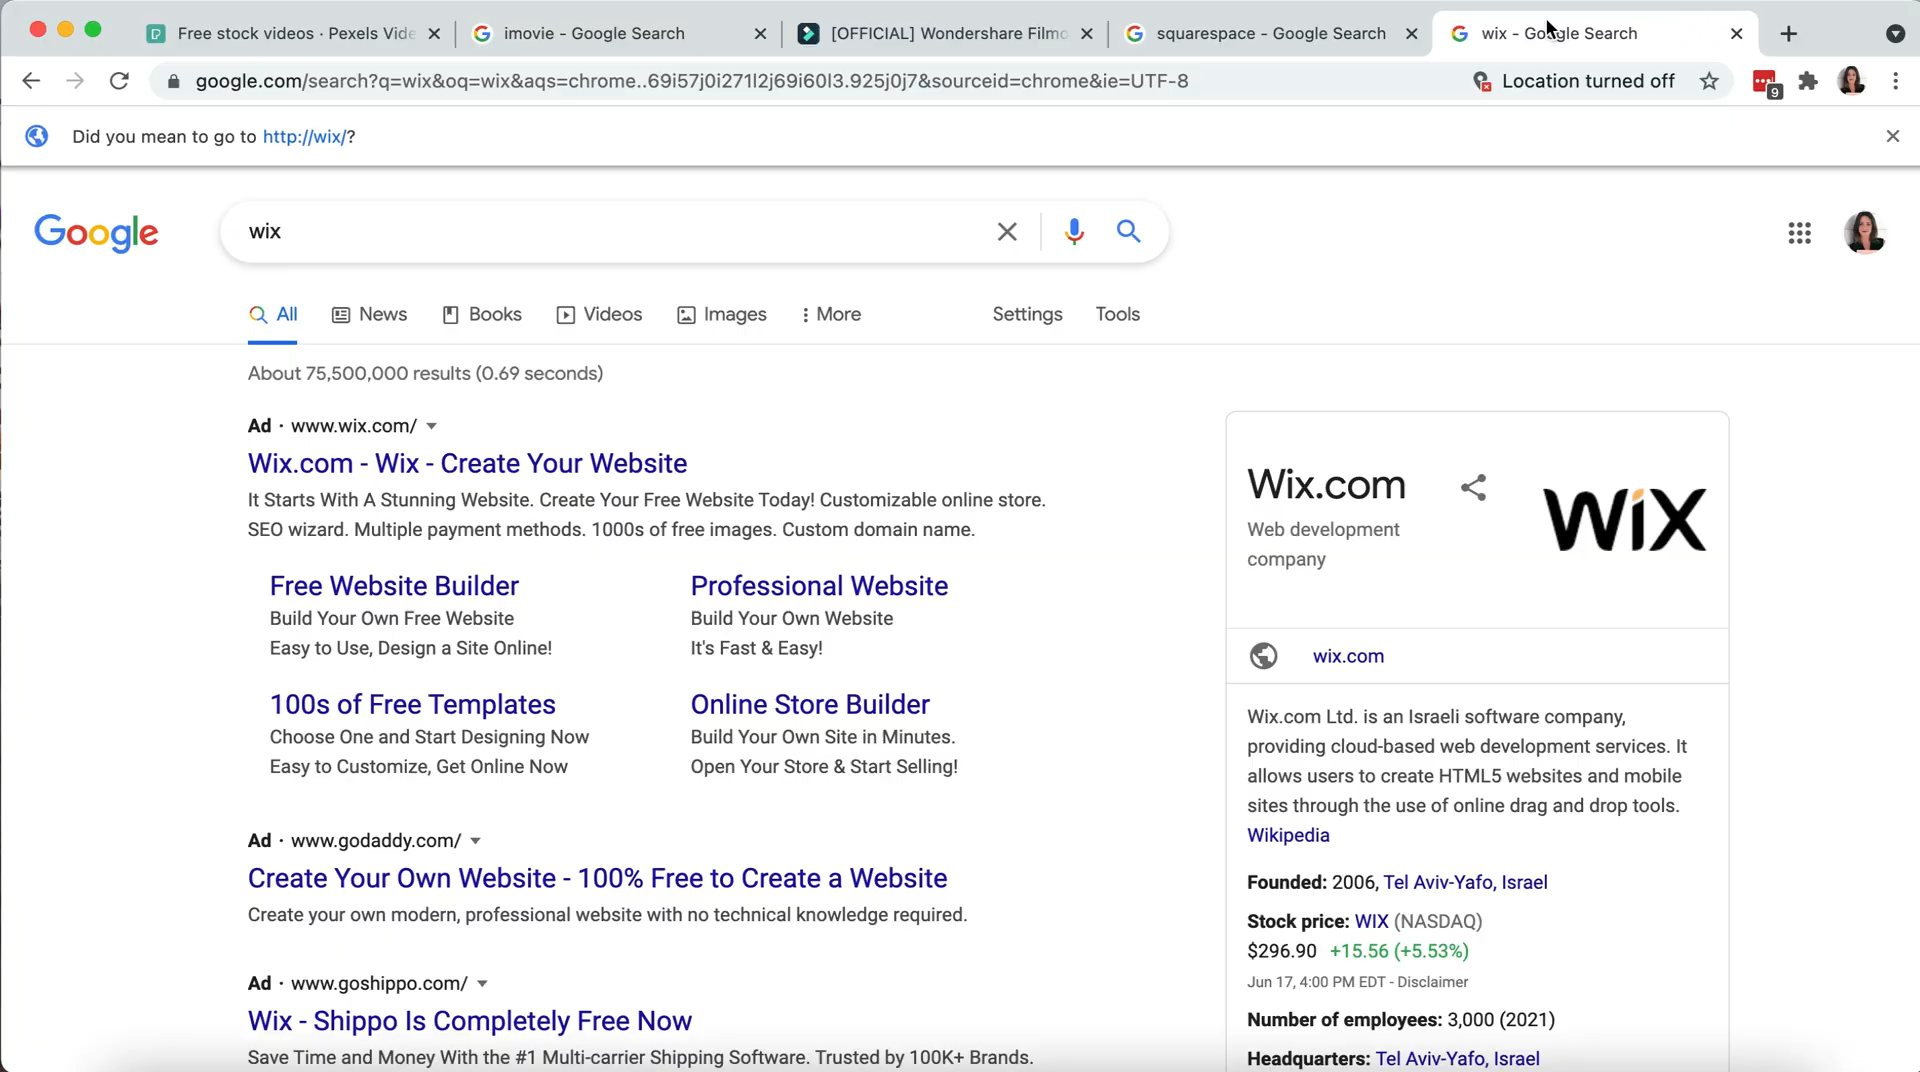 Free stock videos · Pexels Vide
imovie - Google Search
[OFFICIAL] Wondershare Filmo
squarespace - Google Search
wix - Google Search
google.com/search?q=wix&oq=wix&aqs=chrome..69i57j0i271l2j69i60l3.925j0j7&sourceid=chrome&ie=UTF-8
Location turned off
9
Did you mean to go to http://wix/?
Google
wix
All
News
Books
Videos
Images
More
Settings
Tools
About 75,500,000 results (0.69 seconds)
Ad · www.wix.com/
Wix.com - Wix - Create Your Website
It Starts With A Stunning Website. Create Your Free Website Today! Customizable online store.
SEO wizard. Multiple payment methods. 1000s of free images. Custom domain name.
Free Website Builder
Build Your Own Free Website
Easy to Use, Design a Site Online!
Professional Website
Build Your Own Website
It's Fast & Easy!
100s of Free Templates
Choose One and Start Designing Now
Easy to Customize, Get Online Now
Online Store Builder
Build Your Own Site in Minutes.
Open Your Store & Start Selling!
Ad · www.godaddy.com/
Create Your Own Website - 100% Free to Create a Website
Create your own modern, professional website with no technical knowledge required.
Ad · www.goshippo.com/
Wix - Shippo Is Completely Free Now
Save Time and Money With the #1 Multi-carrier Shipping Software. Trusted by 100K+ Brands.
Wix.com
Web development
company
WiX
wix.com
Wix.com Ltd. is an Israeli software company,
providing cloud-based web development services. It
allows users to create HTML5 websites and mobile
sites through the use of online drag and drop tools.
Wikipedia
Founded: 2006, Tel Aviv-Yafo, Israel
Stock price: WIX (NASDAQ)
$296.90 +15.56 (+5.53%)
Jun 17, 4:00 PM EDT - Disclaimer
Number of employees: 3,000 (2021)
Headquarters: Tel Aviv-Yafo, Israel